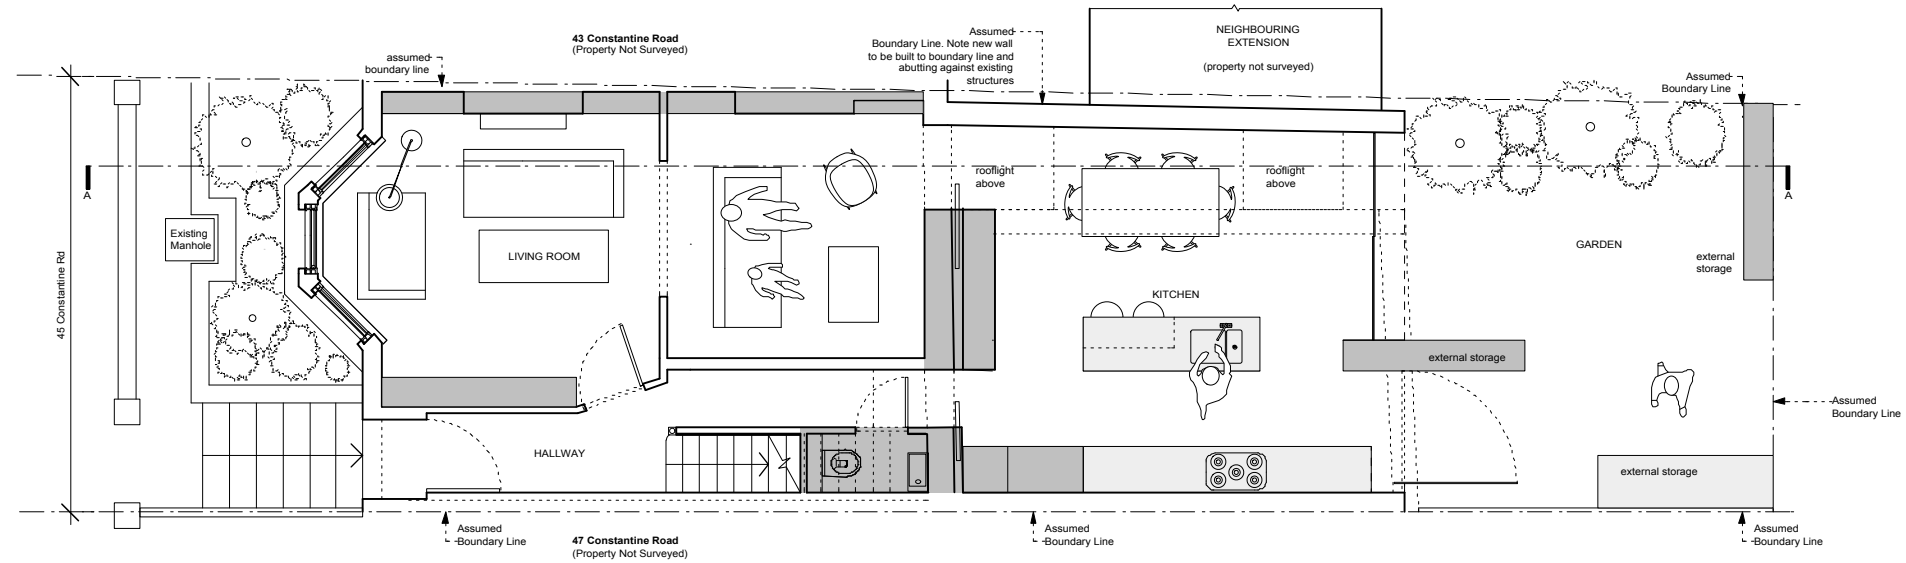 43 Constantine Road
(Property Not Surveyed)
assumed
boundary line
Assumed
Boundary Line. Note new wall
to be built to boundary line and
abutting against existing
structures
NEIGHBOURING
EXTENSION
(property not surveyed)
Assumed
Boundary Line
A
A
rooflight
above
rooflight
above
Existing
Manhole
45 Constantine Rd
LIVING ROOM
GARDEN
external
storage
KITCHEN
external storage
Assumed
Boundary Line
HALLWAY
external storage
Assumed
Boundary Line
47 Constantine Road
(Property Not Surveyed)
Assumed
Boundary Line
Assumed
Boundary Line